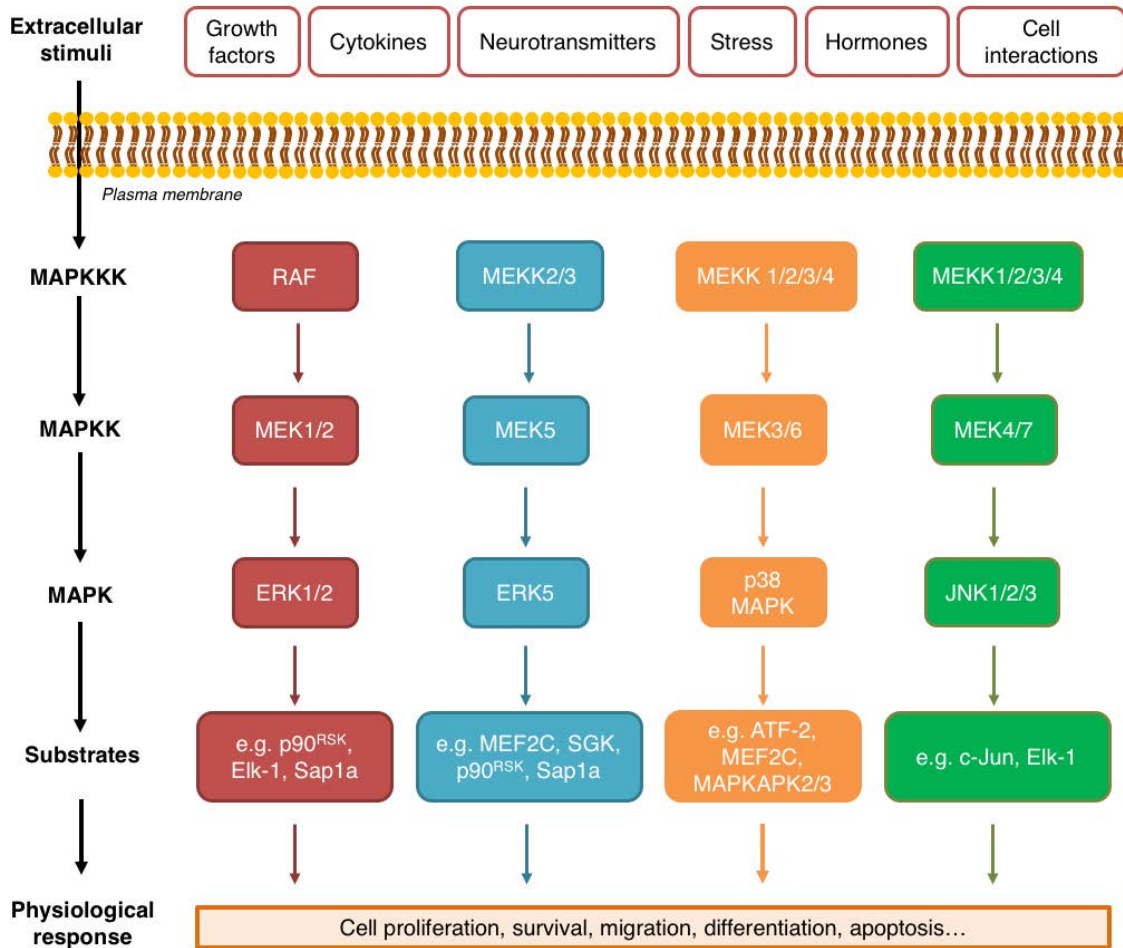 Extracellular
stimuli
Growth
factors
Cytokines
Neurotransmitters
Stress
Hormones
Cell
interactions
Plasma membrane
MAPKKK
RAF
MEKK2/3
MEKK 1/2/3/4
MEKK1/2/3/4
MAPKK
MEK1/2
MEK5
MEK3/6
MEK4/7
MAPK
ERK1/2
ERK5
p38
MAPK
JNK1/2/3
Substrates
e.g. p90RSK,
Elk-1, Sap1a
e.g. MEF2C, SGK,
p90RSK, Sap1a
e.g. ATF-2,
MEF2C,
MAPKAPK2/3
e.g. c-Jun, Elk-1
Physiological
response
Cell proliferation, survival, migration, differentiation, apoptosis…